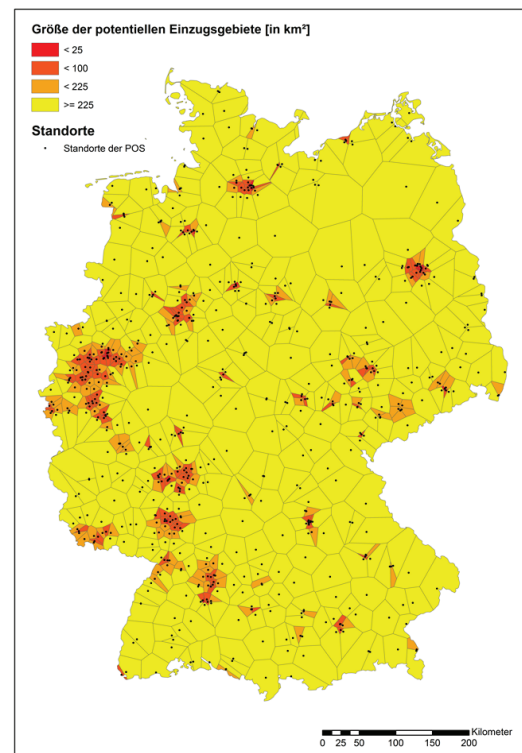 Größe der potentiellen Einzugsgebiete [in km²]
< 25
< 100
< 225
>= 225
Standorte
Standorte der POS
Kilometer
0 25 50 100 150 200